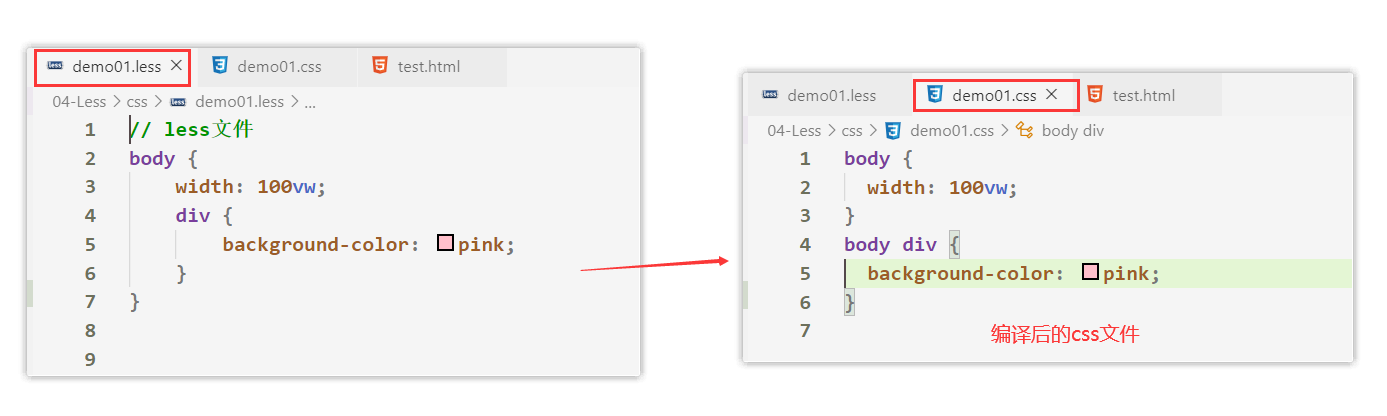 demo01.less demo01.css test.html
04-Less > css > demo01.less > ...
1 // less文件
2 body {
3     width: 100vw;
4     div {
5         background-color: pink;
6     }
7 }
8
9
demo01.less demo01.css test.html
04-Less > css > demo01.css > body div
1 body {
2   width: 100vw;
3 }
4 body div {
5   background-color: pink;
6 }
7
编译后的css文件